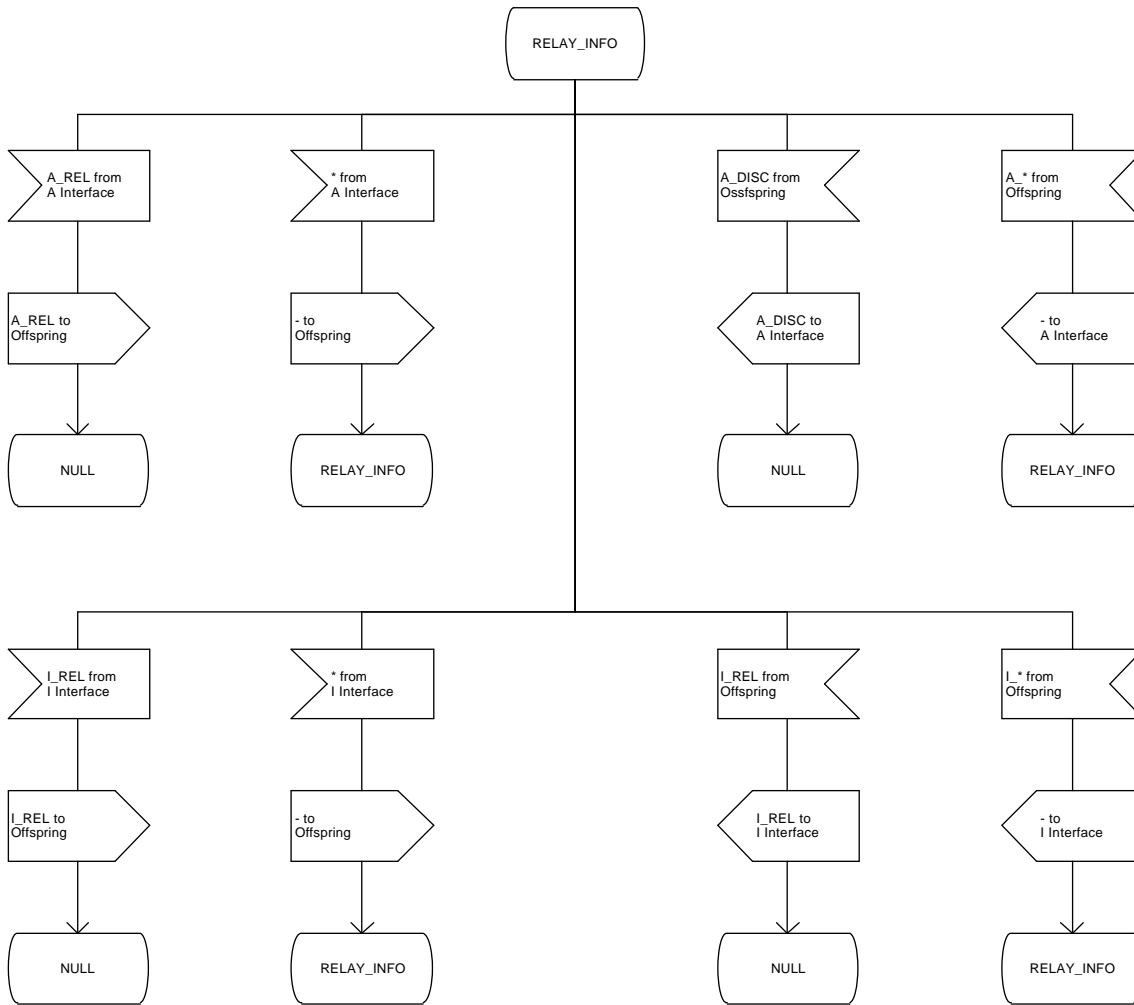 RELAY_INFO
A_REL from
A Interface
* from
A Interface
A_DISC from
Ossfspring
A_* from
Offspring
A_REL to
Offspring
- to
Offspring
A_DISC to
A Interface
- to
A Interface
NULL
RELAY_INFO
NULL
RELAY_INFO
I_REL from
I Interface
* from
I Interface
I_REL from
Offspring
I_* from
Offspring
I_REL to
Offspring
- to
Offspring
I_REL to
I Interface
- to
I Interface
NULL
RELAY_INFO
NULL
RELAY_INFO